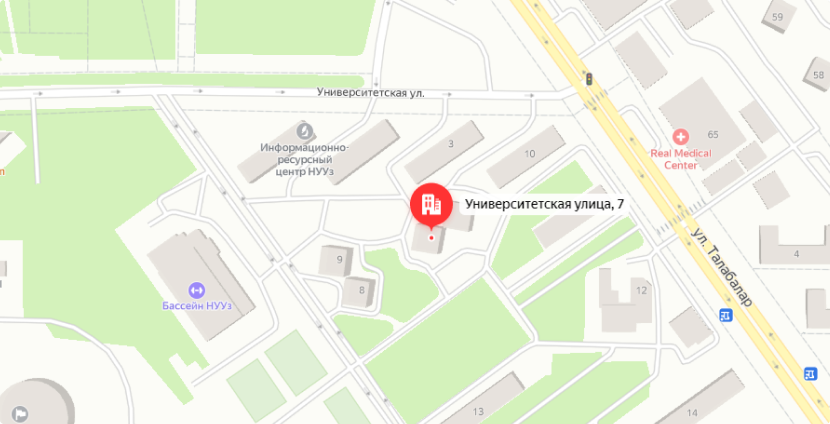 59
58
Университетская ул.
Информационно-
ресурсный
центр НУУз
3
10
65
Real Medical
Center
m
Университетская улица, 7
ул. Талабалар
4
9
8
Бассейн НУУз
12
13
14